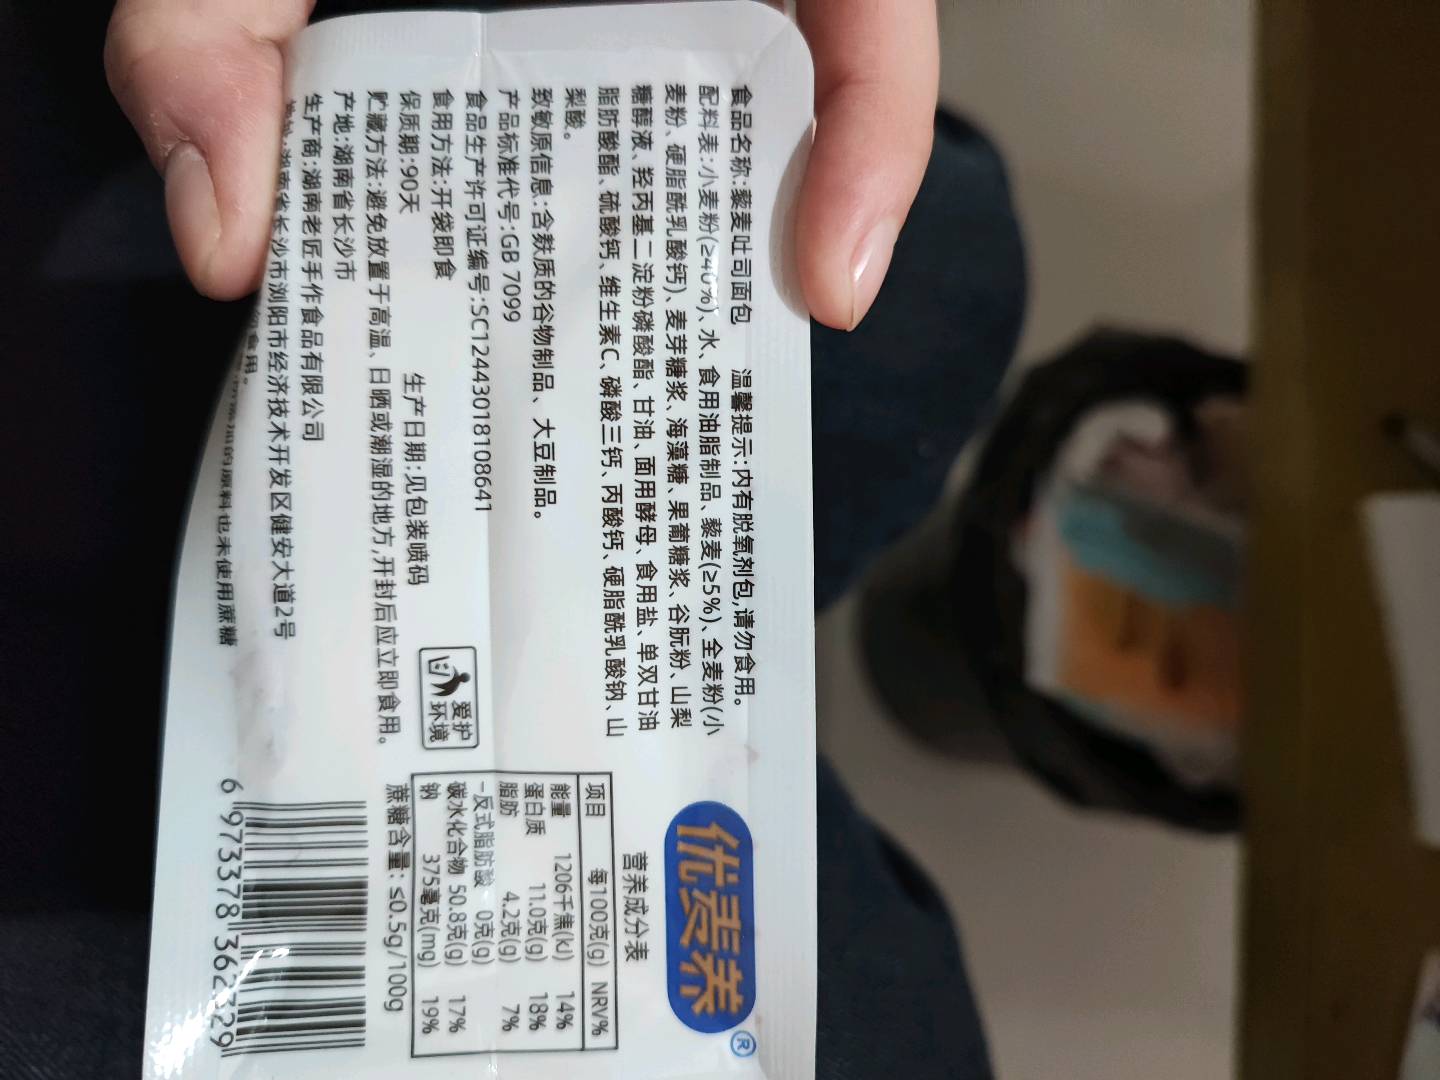 食品名称:藜麦吐司面包 温馨提示:内有脱氧剂包,请勿食用。
配料表:小麦粉(≥40%)、水、食用油脂制品、藜麦(≥5%)、全麦粉(小
麦粉、硬脂酰乳酸钙)、麦芽糖浆、海藻糖、果葡糖浆、谷朊粉、山梨
糖醇液、羟丙基二淀粉磷酸酯、甘油、面用酵母、食用盐、单双甘油
脂肪酸酯、硫酸钙、维生素C、磷酸三钙、丙酸钙、硬脂酰乳酸钠、山
梨酸。
致敏原信息:含麸质的谷物制品、大豆制品。
产品标准代号:GB 7099
食品生产许可证编号:SC12443018108641
食用方法:开袋即食
保质期:90天 生产日期:见包装喷码
贮藏方法:避免放置于高温、日晒或潮湿的地方,开封后应立即食用。
产地:湖南省长沙市
生产商:湖南老匠手作食品有限公司
地址:湖南省长沙市浏阳市经济技术开发区健安大道2号
食用。
的原料也未使用蔗糖
爱护
环境
优麦养®
营养成分表
项目 每100克(g) NRV%
能量 1206千焦(kJ) 14%
蛋白质 11.0克(g) 18%
脂肪 4.2克(g) 7%
-反式脂肪酸 0克(g)
碳水化合物 50.8克(g) 17%
钠 375毫克(mg) 19%
蔗糖含量: ≤0.5g/100g
6 973378 362329